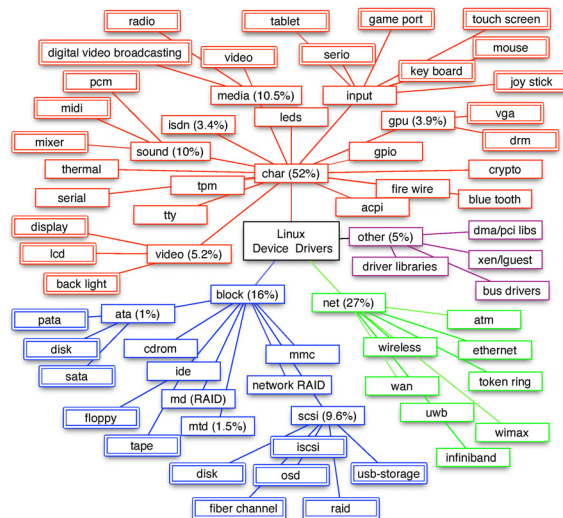 radio
tablet
game port
touch screen
digital video broadcasting
video
serio
mouse
key board
pcm
media (10.5%)
input
joy stick
midi
isdn (3.4%)
leds
gpu (3.9%)
vga
mixer
sound (10%)
gpio
drm
thermal
char (52%)
crypto
serial
tpm
fire wire
blue tooth
tty
acpi
display
Linux
Device Drivers
other (5%)
dma/pci libs
lcd
video (5.2%)
driver libraries
xen/lguest
back light
bus drivers
block (16%)
net (27%)
pata
ata (1%)
atm
disk
cdrom
mmc
wireless
ethernet
sata
ide
network RAID
wan
token ring
floppy
md (RAID)
scsi (9.6%)
uwb
tape
mtd (1.5%)
wimax
iscsi
infiniband
disk
osd
usb-storage
fiber channel
raid